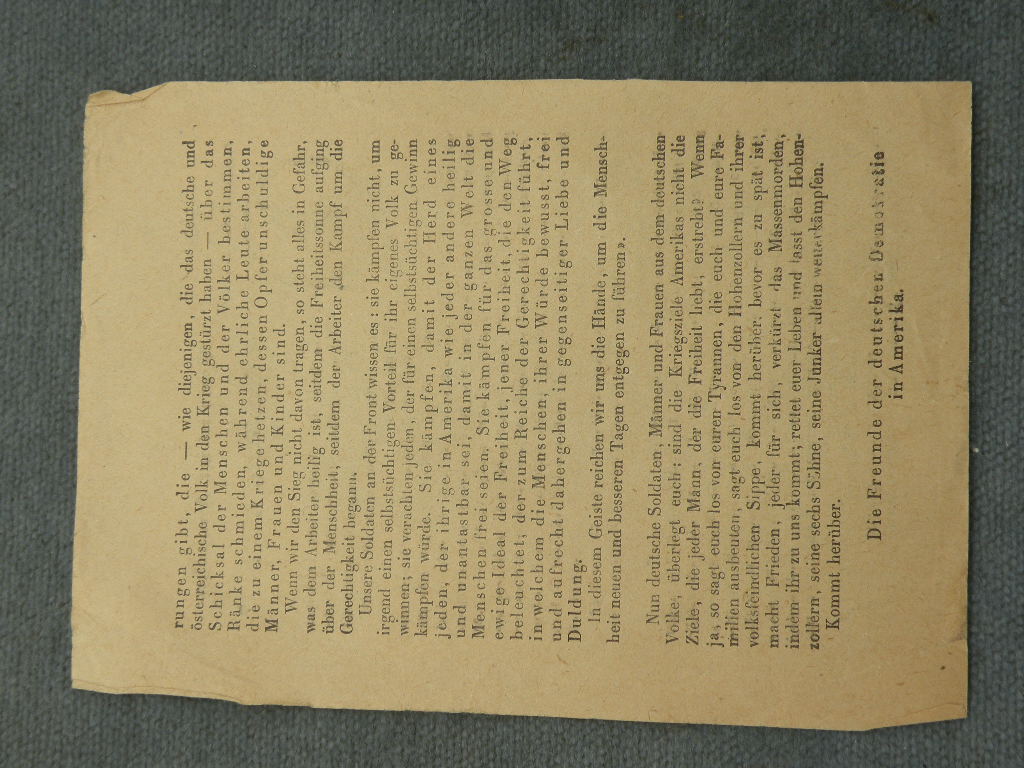 rungen gibt, die — wie diejenigen, die das deutsche und
österreichische Volk in den Krieg gestürzt haben — über das
Schicksal der Menschen und der Völker bestimmen,
Ränke schmieden, während ehrliche Leute arbeiten,
die zu einem Kriege hetzen, dessen Opfer unschuldige
Männer, Frauen und Kinder sind.
Wenn wir den Sieg nicht davon tragen, so steht alles in Gefahr,
was dem Arbeiter heilig ist, seitdem die Freiheitssonne aufging
über der Menschheit, seitdem der Arbeiter den Kampf um die
Gerechtigkeit begann.
Unsere Soldaten an der Front wissen es : sie kämpfen nicht, um
irgend einen selbstsüchtigen Vorteil für ihr eigenes Volk zu ge-
winnen; sie verachten jeden, der für einen selbstsüchtigen Gewinn
kämpfen würde. Sie kämpfen, damit der Herd eines
jeden, der ihrige in Amerika wie jeder andere heilig
und unantastbar sei, damit in der ganzen Welt die
Menschen frei seien. Sie kämpfen für das grosse und
ewige Ideal der Freiheit, jener Freiheit, die den Weg
beleuchtet, der zum Reiche der Gerechtigkeit führt,
in welchem die Menschen, ihrer Würde bewusst, frei
und aufrecht dahergehen in gegenseitiger Liebe und
Duldung.
In diesem Geiste reichen wir uns die Hände, um die Mensch-
heit neuen und besseren Tagen entgegen zu führen».
Nun deutsche Soldaten, Männer und Frauen aus dem deutschen
Volke, überlegt euch : sind die Kriegsziele Amerikas nicht die
Ziele, die jeder Mann, der die Freiheit liebt, erstrebt? Wenn
ja, so sagt euch los von euren Tyrannen, die euch und eure Fa-
milien ausbeuten, sagt euch los von den Hohenzollern und ihrer
volksfeindlichen Sippe, kommt herüber, bevor es zu spät ist,
macht Frieden, jeder für sich, verkürzt das Massenmorden,
indem ihr zu uns kommt; rettet euer Leben und lasst den Hohen-
zollern, seine sechs Söhne, seine Junker allein weiterkämpfen.
Kommt herüber.
Die Freunde der deutschen Demokratie
in Amerika.